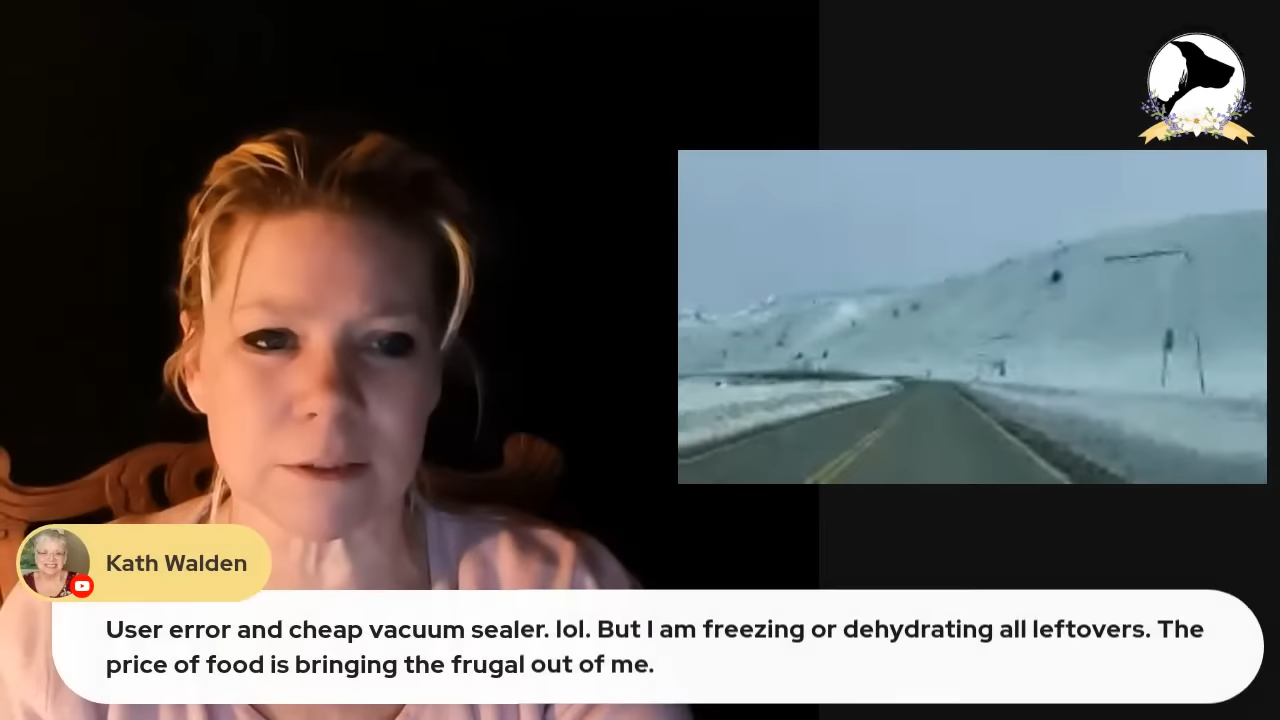 Kath Walden
User error and cheap vacuum sealer. lol. But I am freezing or dehydrating all leftovers. The
price of food is bringing the frugal out of me.